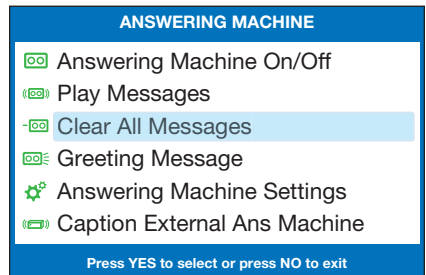 ANSWERING MACHINE
Answering Machine On/Off
Play Messages
Clear All Messages
Greeting Message
Answering Machine Settings
Caption External Ans Machine
Press YES to select or press NO to exit